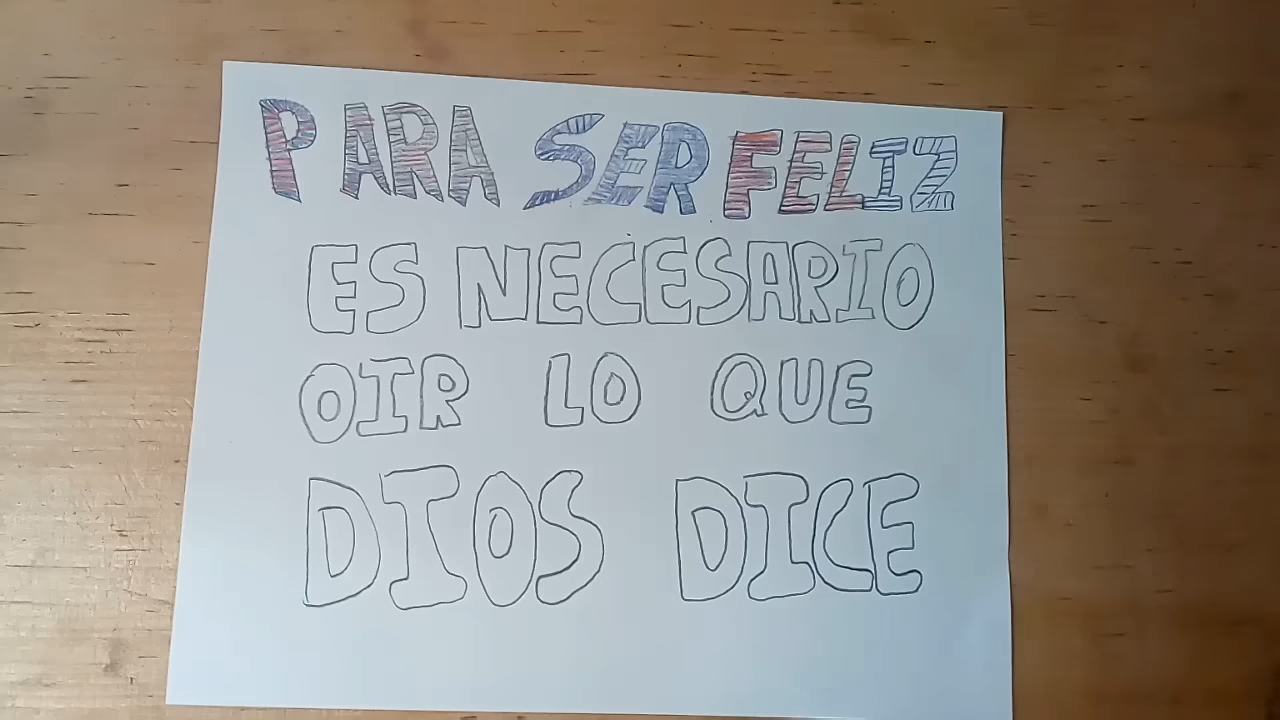 PARA SER FELIZ
ES NECESARIO
OIR LO QUE
DIOS DICE